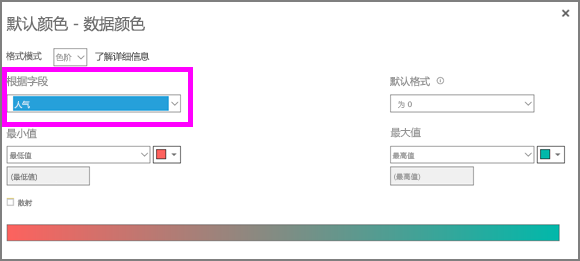 默认颜色 - 数据颜色
格式模式 色阶 了解详细信息
根据字段 默认格式
人气 为 0
最小值 最大值
最低值 最高值
(最低值) (最高值)
散射